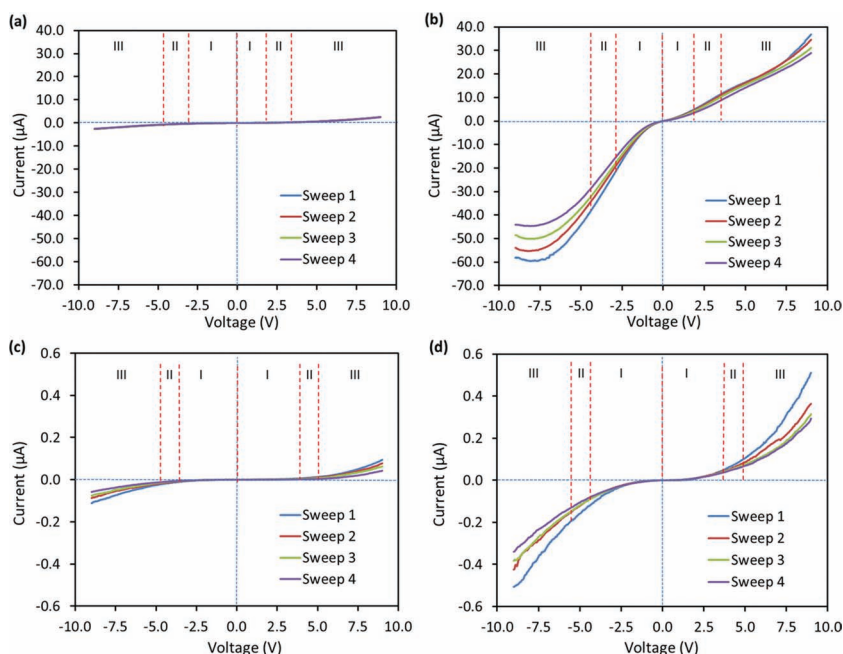 (a)
40.0
30.0
20.0
10.0
0.0
-10.0
-20.0
-30.0
-40.0
-50.0
-60.0
-70.0
III II I I II III
Current (µA)
Sweep 1
Sweep 2
Sweep 3
Sweep 4
-10.0 -7.5 -5.0 -2.5 0.0 2.5 5.0 7.5 10.0
Voltage (V)
(b)
40.0
30.0
20.0
10.0
0.0
-10.0
-20.0
-30.0
-40.0
-50.0
-60.0
-70.0
III II I I II III
Current (µA)
Sweep 1
Sweep 2
Sweep 3
Sweep 4
-10.0 -7.5 -5.0 -2.5 0.0 2.5 5.0 7.5 10.0
Voltage (V)
(c)
0.6
0.4
0.2
0.0
-0.2
-0.4
-0.6
III II I I II III
Current (µA)
Sweep 1
Sweep 2
Sweep 3
Sweep 4
-10.0 -7.5 -5.0 -2.5 0.0 2.5 5.0 7.5 10.0
Voltage (V)
(d)
0.6
0.4
0.2
0.0
-0.2
-0.4
-0.6
III II I I II III
Current (µA)
Sweep 1
Sweep 2
Sweep 3
Sweep 4
-10.0 -7.5 -5.0 -2.5 0.0 2.5 5.0 7.5 10.0
Voltage (V)